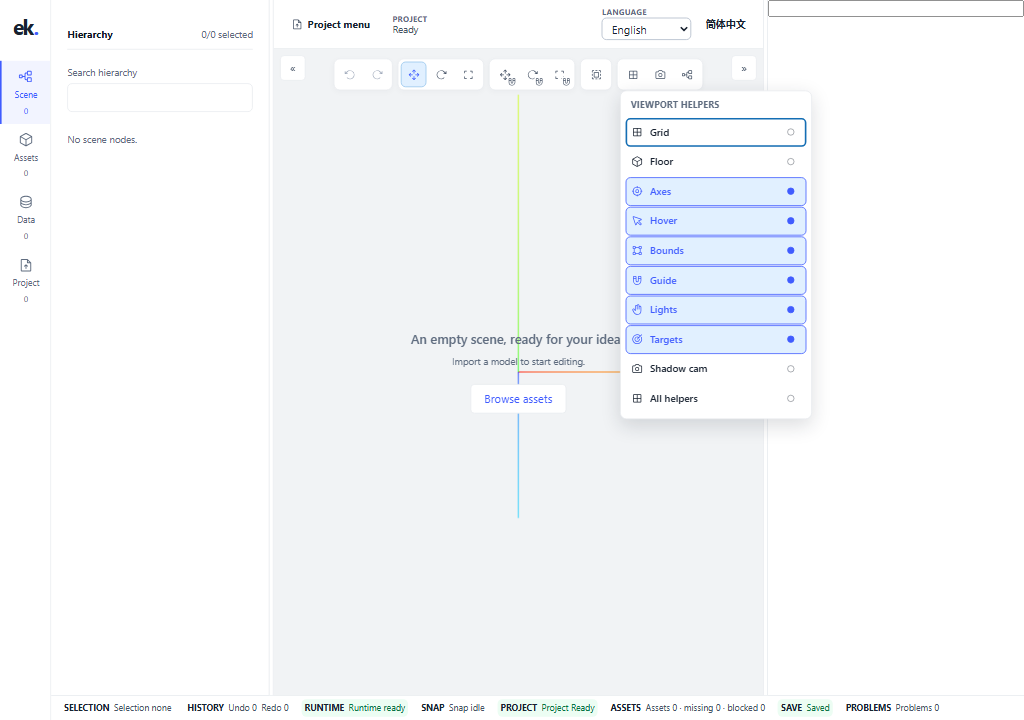 ek.
Scene
0
Assets
0
Data
0
Project
0
Hierarchy
0/0 selected
Search hierarchy
No scene nodes.
Project menu
PROJECT
Ready
LANGUAGE
English
简体中文
«
»
VIEWPORT HELPERS
Grid
Floor
Axes
Hover
Bounds
Guide
Lights
Targets
Shadow cam
All helpers
An empty scene, ready for your idea
Import a model to start editing.
Browse assets
SELECTION Selection none HISTORY Undo 0 Redo 0 RUNTIME Runtime ready SNAP Snap idle PROJECT Project Ready ASSETS Assets 0 · missing 0 · blocked 0 SAVE Saved PROBLEMS Problems 0